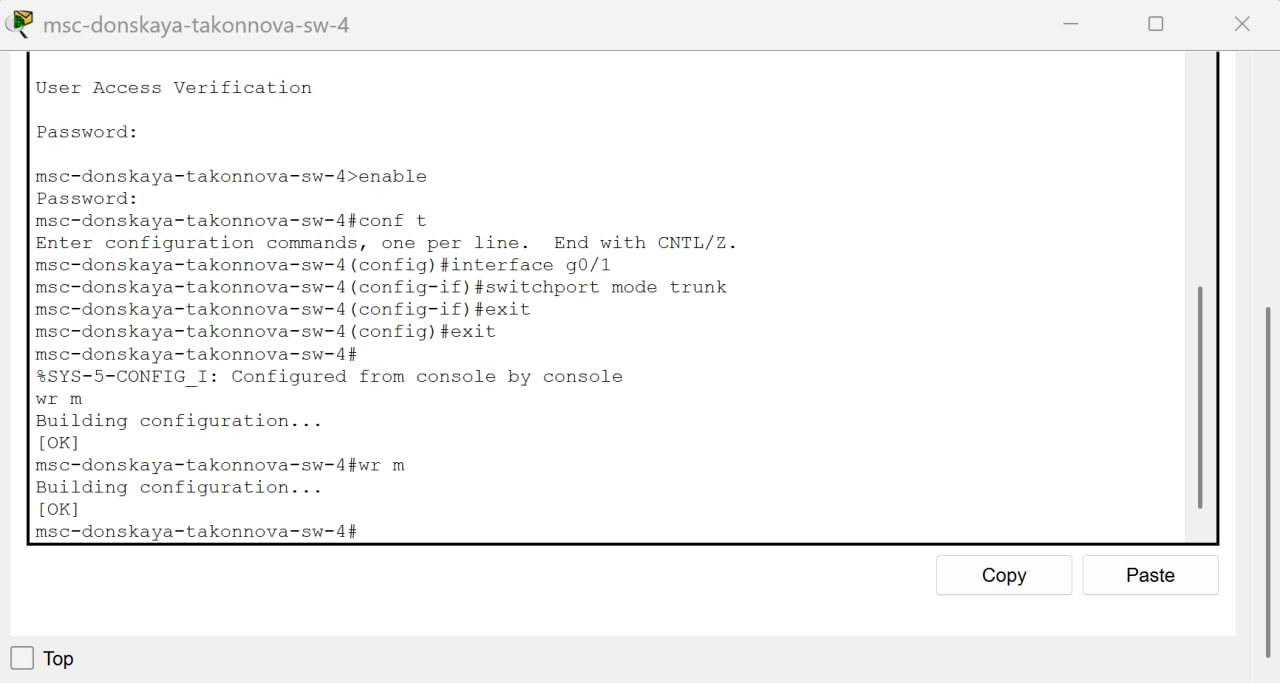 msc-donskaya-takonnova-sw-4
User Access Verification
Password:
msc-donskaya-takonnova-sw-4>enable
Password:
msc-donskaya-takonnova-sw-4#conf t
Enter configuration commands, one per line.  End with CNTL/Z.
msc-donskaya-takonnova-sw-4(config)#interface g0/1
msc-donskaya-takonnova-sw-4(config-if)#switchport mode trunk
msc-donskaya-takonnova-sw-4(config-if)#exit
msc-donskaya-takonnova-sw-4(config)#exit
msc-donskaya-takonnova-sw-4#
%SYS-5-CONFIG_I: Configured from console by console
wr m
Building configuration...
[OK]
msc-donskaya-takonnova-sw-4#wr m
Building configuration...
[OK]
msc-donskaya-takonnova-sw-4#
Copy Paste
Top